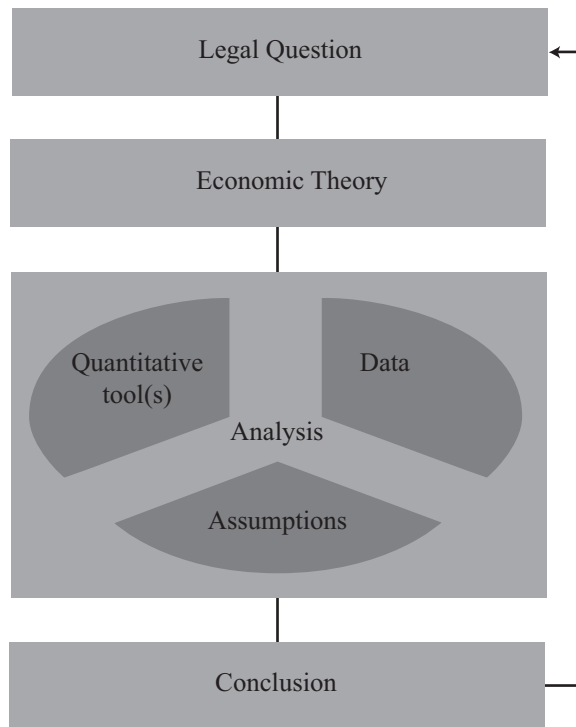 Legal Question
Economic Theory
Quantitative
tool(s)
Data
Analysis
Assumptions
Conclusion